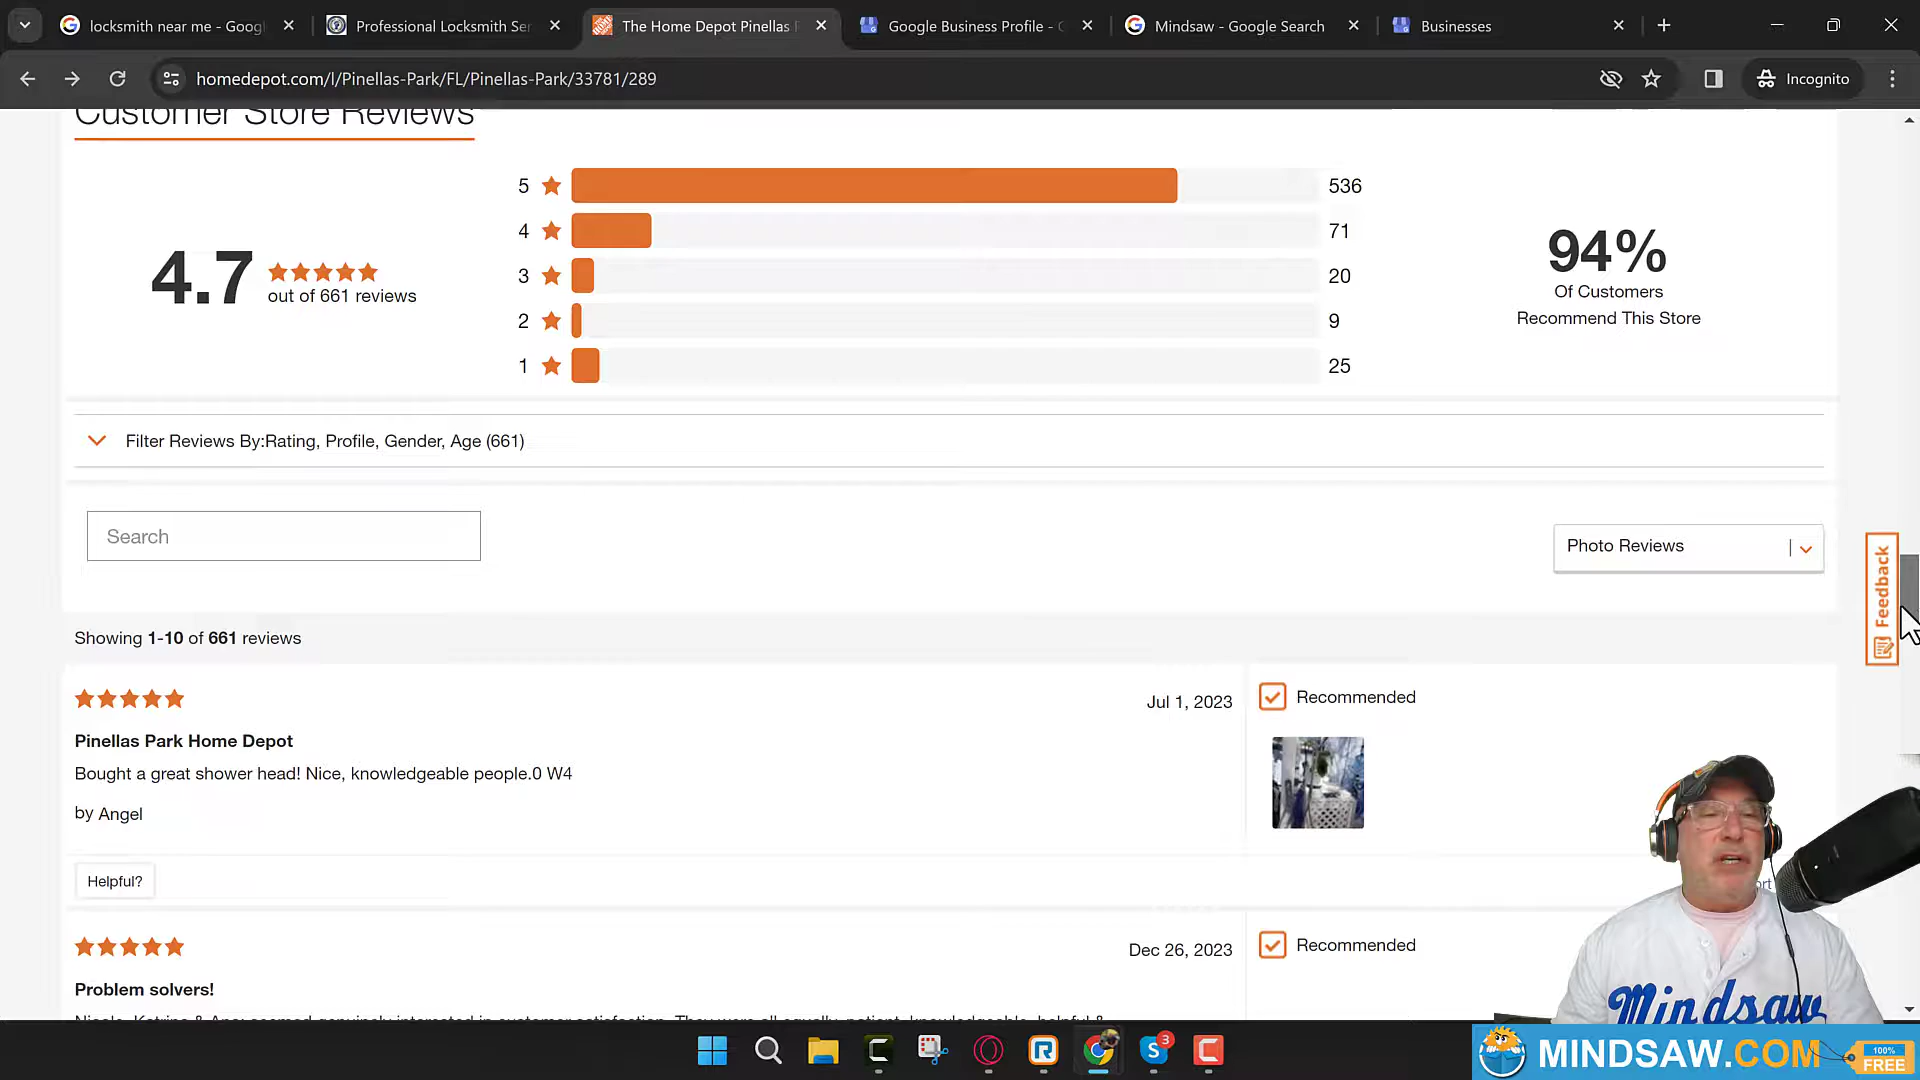 locksmith near me - Goog
Professional Locksmith Ser
The Home Depot Pinellas
Google Business Profile -
Mindsaw - Google Search
Businesses
homedepot.com/l/Pinellas-Park/FL/Pinellas-Park/33781/289
Incognito
Customer Store Reviews
4.7
out of 661 reviews
5 536
4 71
3 20
2 9
1 25
94%
Of Customers
Recommend This Store
Filter Reviews By:Rating, Profile, Gender, Age (661)
Search
Photo Reviews
Feedback
Showing 1-10 of 661 reviews
Jul 1, 2023
Recommended
Pinellas Park Home Depot
Bought a great shower head! Nice, knowledgeable people.0 W4
by Angel
Helpful?
Dec 26, 2023
Recommended
Problem solvers!
Mindsaw
3
MINDSAW.COM
100%
FREE